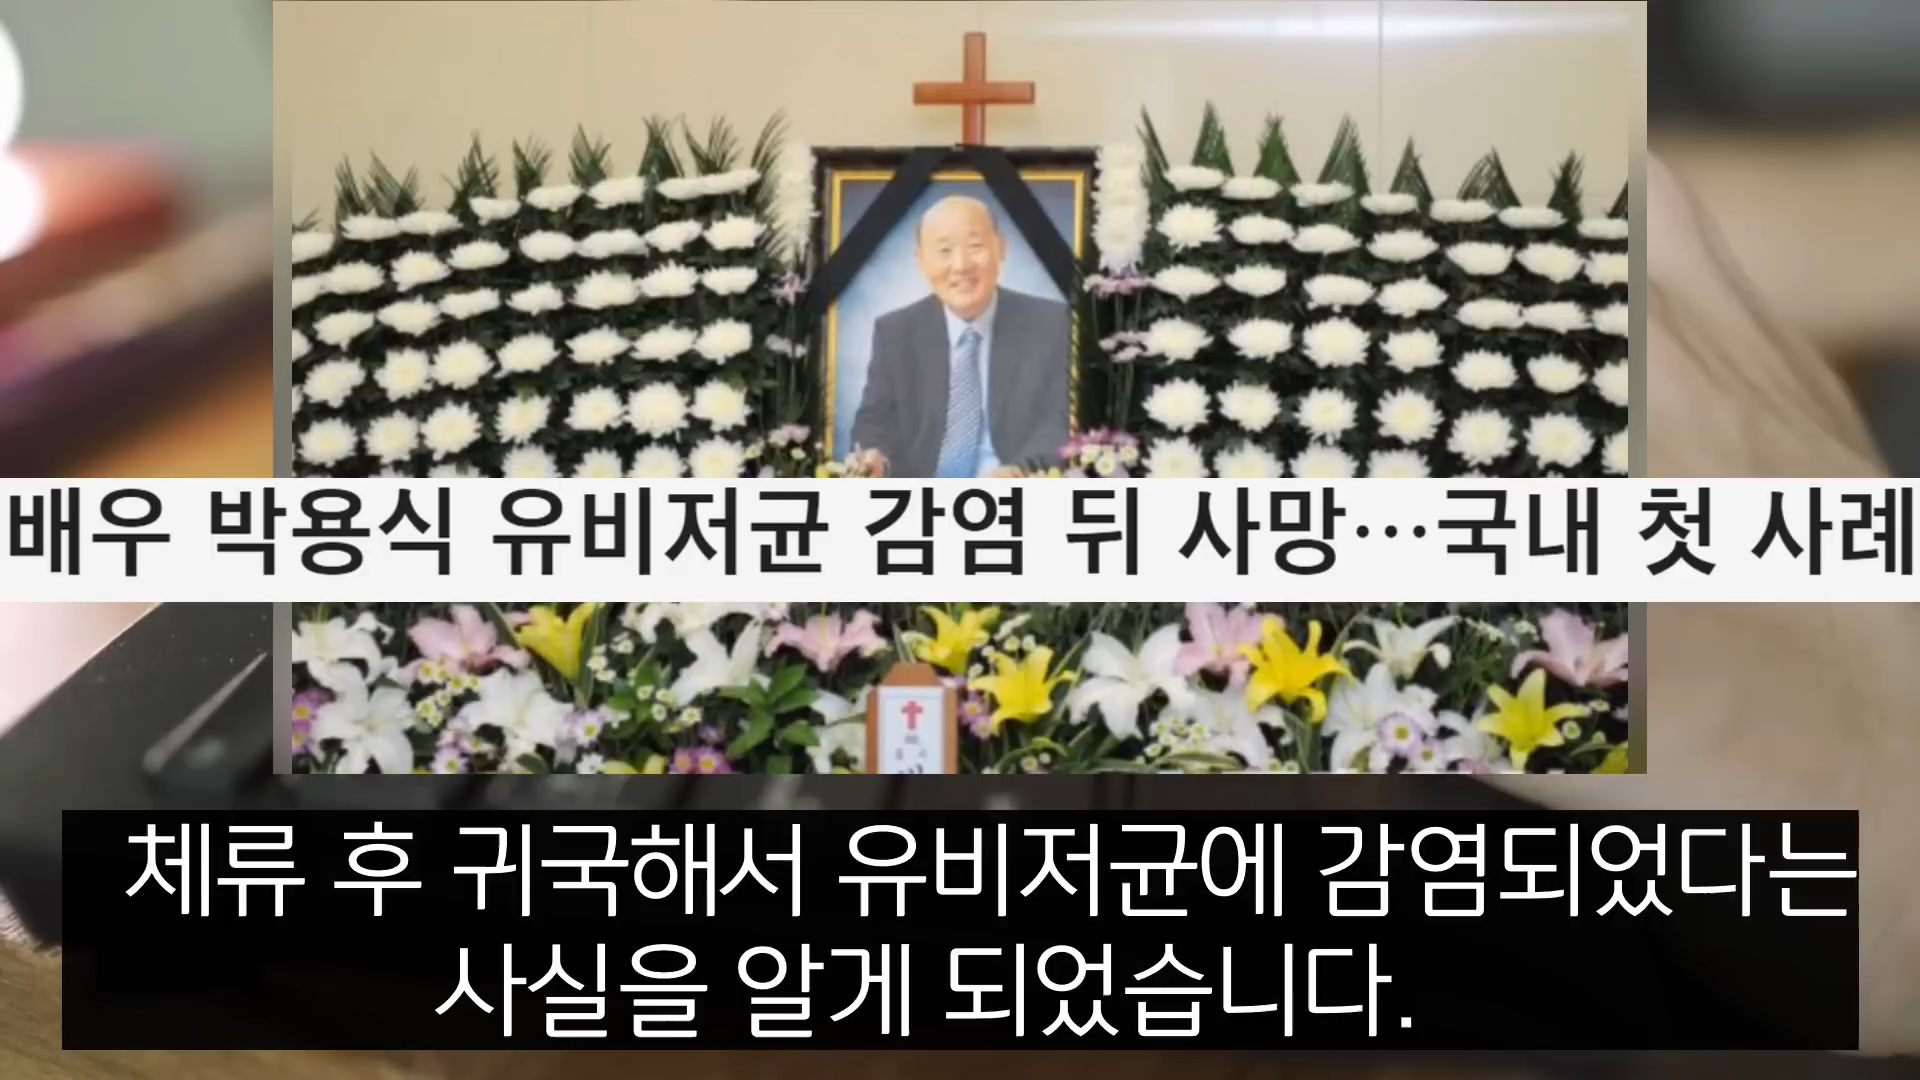 배우 박용식 유비저균 감염 뒤 사망…국내 첫 사례
체류 후 귀국해서 유비저균에 감염되었다는
사실을 알게 되었습니다.